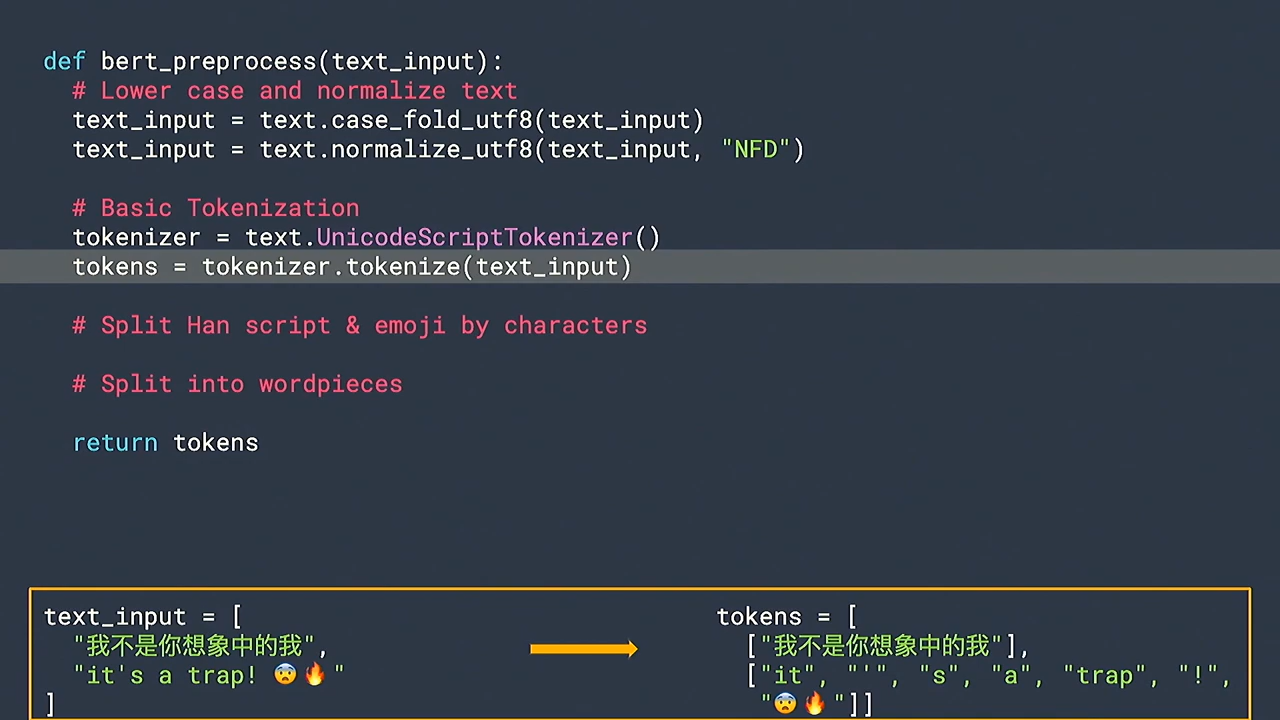 def bert_preprocess(text_input):
# Lower case and normalize text
text_input = text.case_fold_utf8(text_input)
text_input = text.normalize_utf8(text_input, "NFD")
# Basic Tokenization
tokenizer = text.UnicodeScriptTokenizer()
tokens = tokenizer.tokenize(text_input)
# Split Han script & emoji by characters
# Split into wordpieces
return tokens
text_input = [
"我不是你想象中的我",
"it's a trap! 😨🔥"
]
tokens = [
["我不是你想象中的我"],
["it", "'", "s", "a", "trap", "!",
"😨🔥"]]